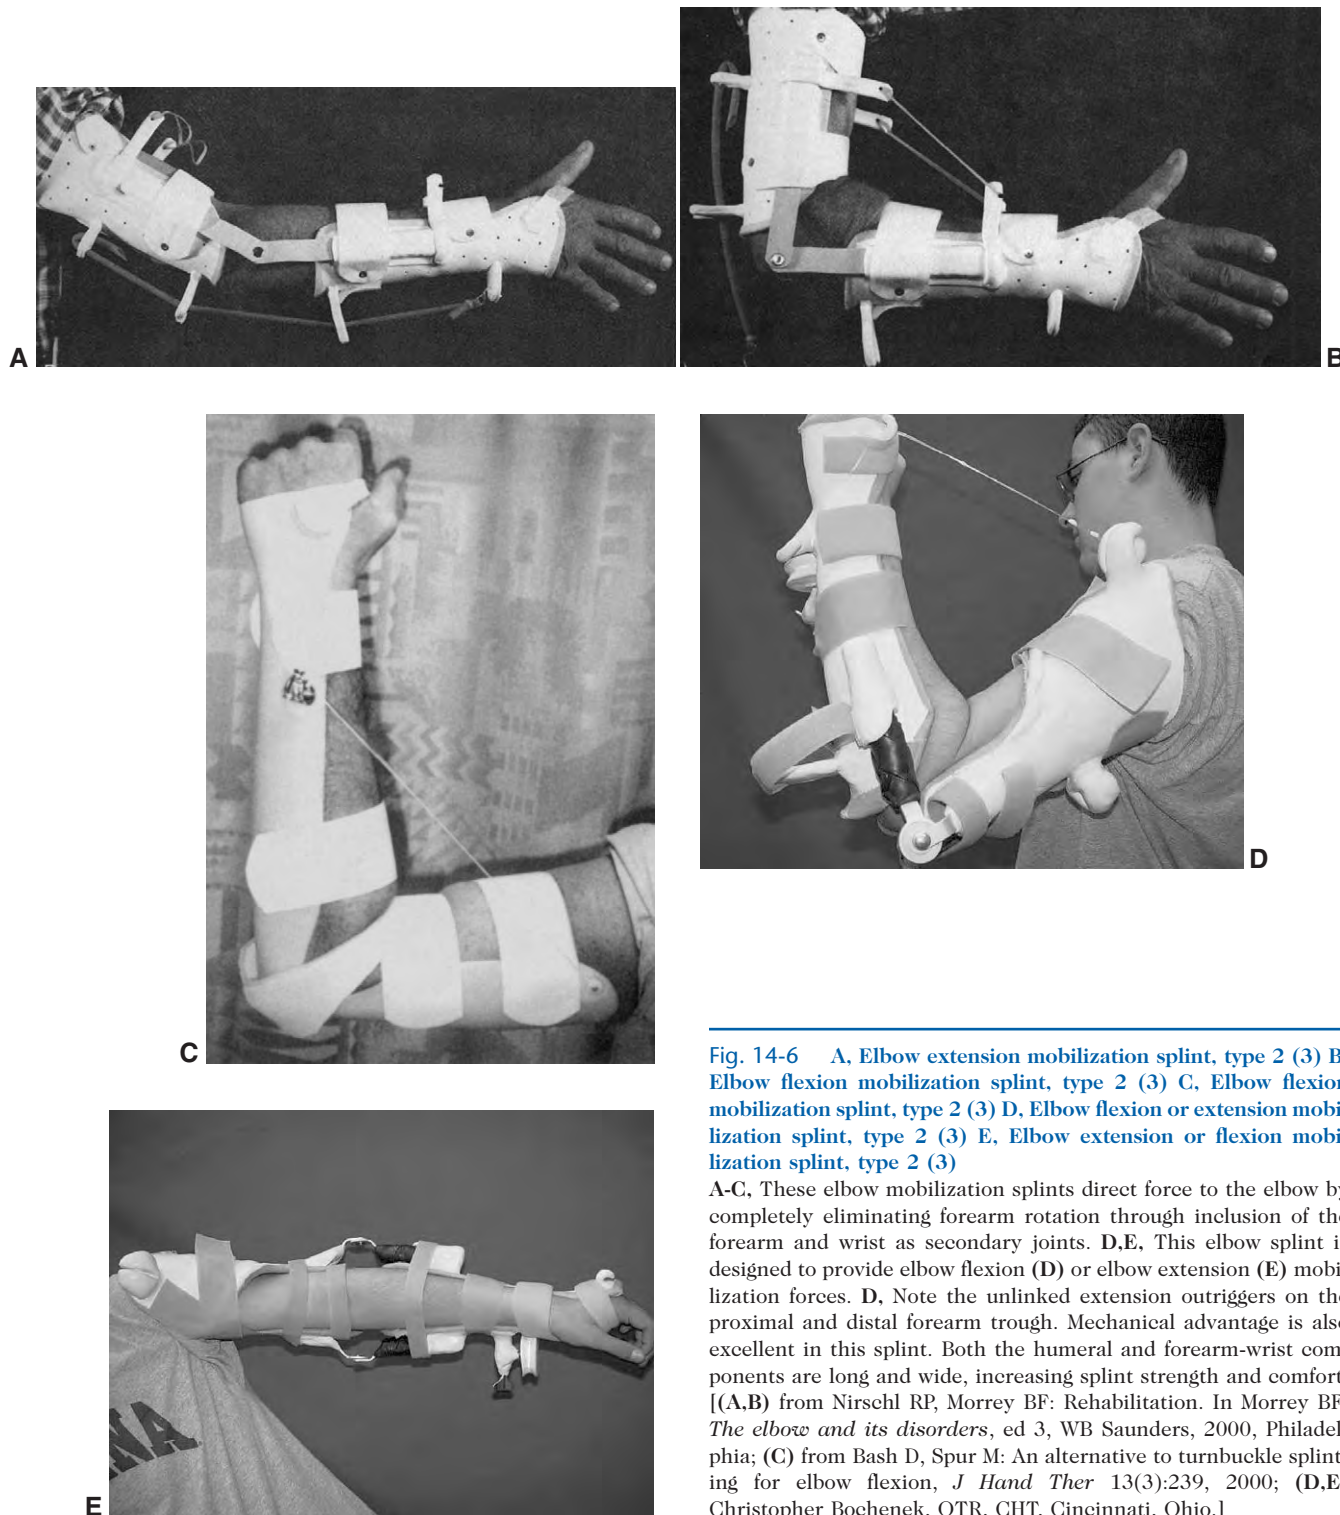 A
B
C
D
Fig. 14-6 A, Elbow extension mobilization splint, type 2 (3) B
Elbow flexion mobilization splint, type 2 (3) C, Elbow flexion
mobilization splint, type 2 (3) D, Elbow flexion or extension mobi
lization splint, type 2 (3) E, Elbow extension or flexion mobi
lization splint, type 2 (3)
A-C, These elbow mobilization splints direct force to the elbow by
completely eliminating forearm rotation through inclusion of the
forearm and wrist as secondary joints. D,E, This elbow splint i
designed to provide elbow flexion (D) or elbow extension (E) mobi
lization forces. D, Note the unlinked extension outriggers on the
proximal and distal forearm trough. Mechanical advantage is also
excellent in this splint. Both the humeral and forearm-wrist com
ponents are long and wide, increasing splint strength and comfort
[(A,B) from Nirschl RP, Morrey BF: Rehabilitation. In Morrey BF
The elbow and its disorders, ed 3, WB Saunders, 2000, Philadel
phia; (C) from Bash D, Spur M: An alternative to turnbuckle splint
ing for elbow flexion, J Hand Ther 13(3):239, 2000; (D,E
Christopher Bochenek, OTR, CHT, Cincinnati, Ohio.]
NA
E